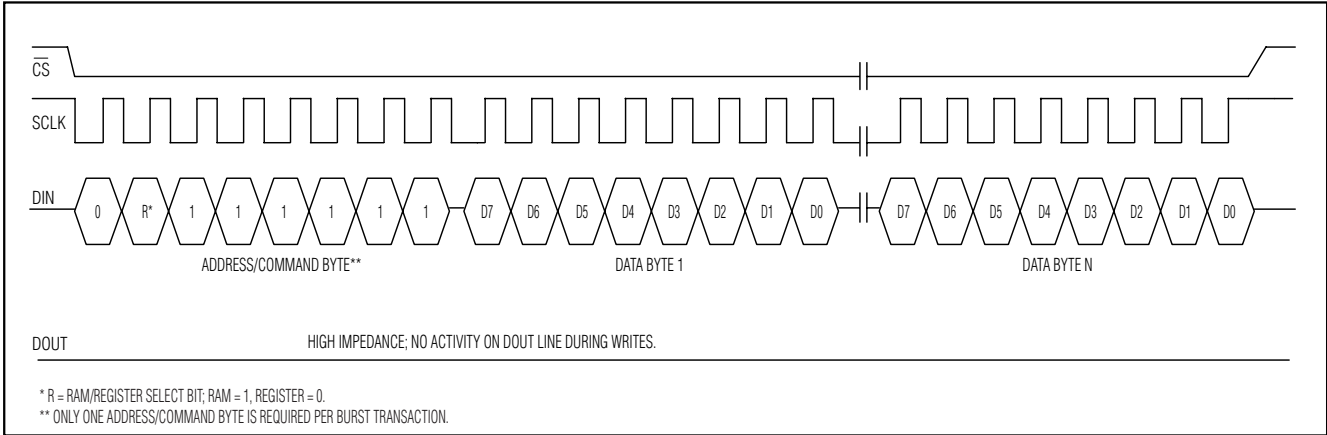 CS
SCLK
DIN 0 R* 1 1 1 1 1 1 D7 D6 D5 D4 D3 D2 D1 D0 D7 D6 D5 D4 D3 D2 D1 D0
ADDRESS/COMMAND BYTE** DATA BYTE 1 DATA BYTE N
DOUT HIGH IMPEDANCE; NO ACTIVITY ON DOUT LINE DURING WRITES.
* R = RAM/REGISTER SELECT BIT; RAM = 1, REGISTER = 0.
** ONLY ONE ADDRESS/COMMAND BYTE IS REQUIRED PER BURST TRANSACTION.